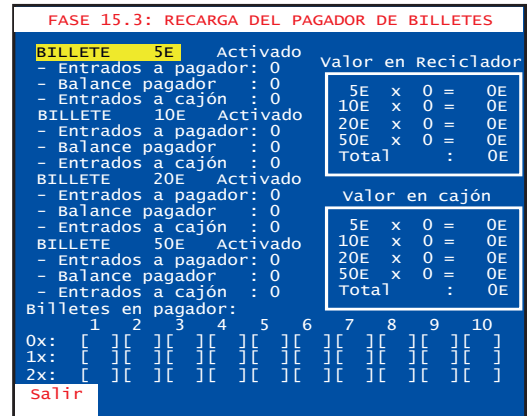 FASE 15.3: RECARGA DEL PAGADOR DE BILLETES
BILLETE 5E Activado
- Entrados a pagador: 0
- Balance pagador : 0
- Entrados a cajón : 0
BILLETE 10E Activado
- Entrados a pagador: 0
- Balance pagador : 0
- Entrados a cajón : 0
BILLETE 20E Activado
- Entrados a pagador: 0
- Balance pagador : 0
- Entrados a cajón : 0
BILLETE 50E Activado
- Entrados a pagador: 0
- Balance pagador : 0
- Entrados a cajón : 0
Valor en Reciclador
5E x 0 = 0E
10E x 0 = 0E
20E x 0 = 0E
50E x 0 = 0E
Total : 0E
Valor en cajón
5E x 0 = 0E
10E x 0 = 0E
20E x 0 = 0E
50E x 0 = 0E
Total : 0E
Billetes en pagador:
1 2 3 4 5 6 7 8 9 10
0x: [ ][ ][ ][ ][ ][ ][ ][ ][ ][ ]
1x: [ ][ ][ ][ ][ ][ ][ ][ ][ ][ ]
2x: [ ][ ][ ][ ][ ][ ][ ][ ][ ][ ]
Salir